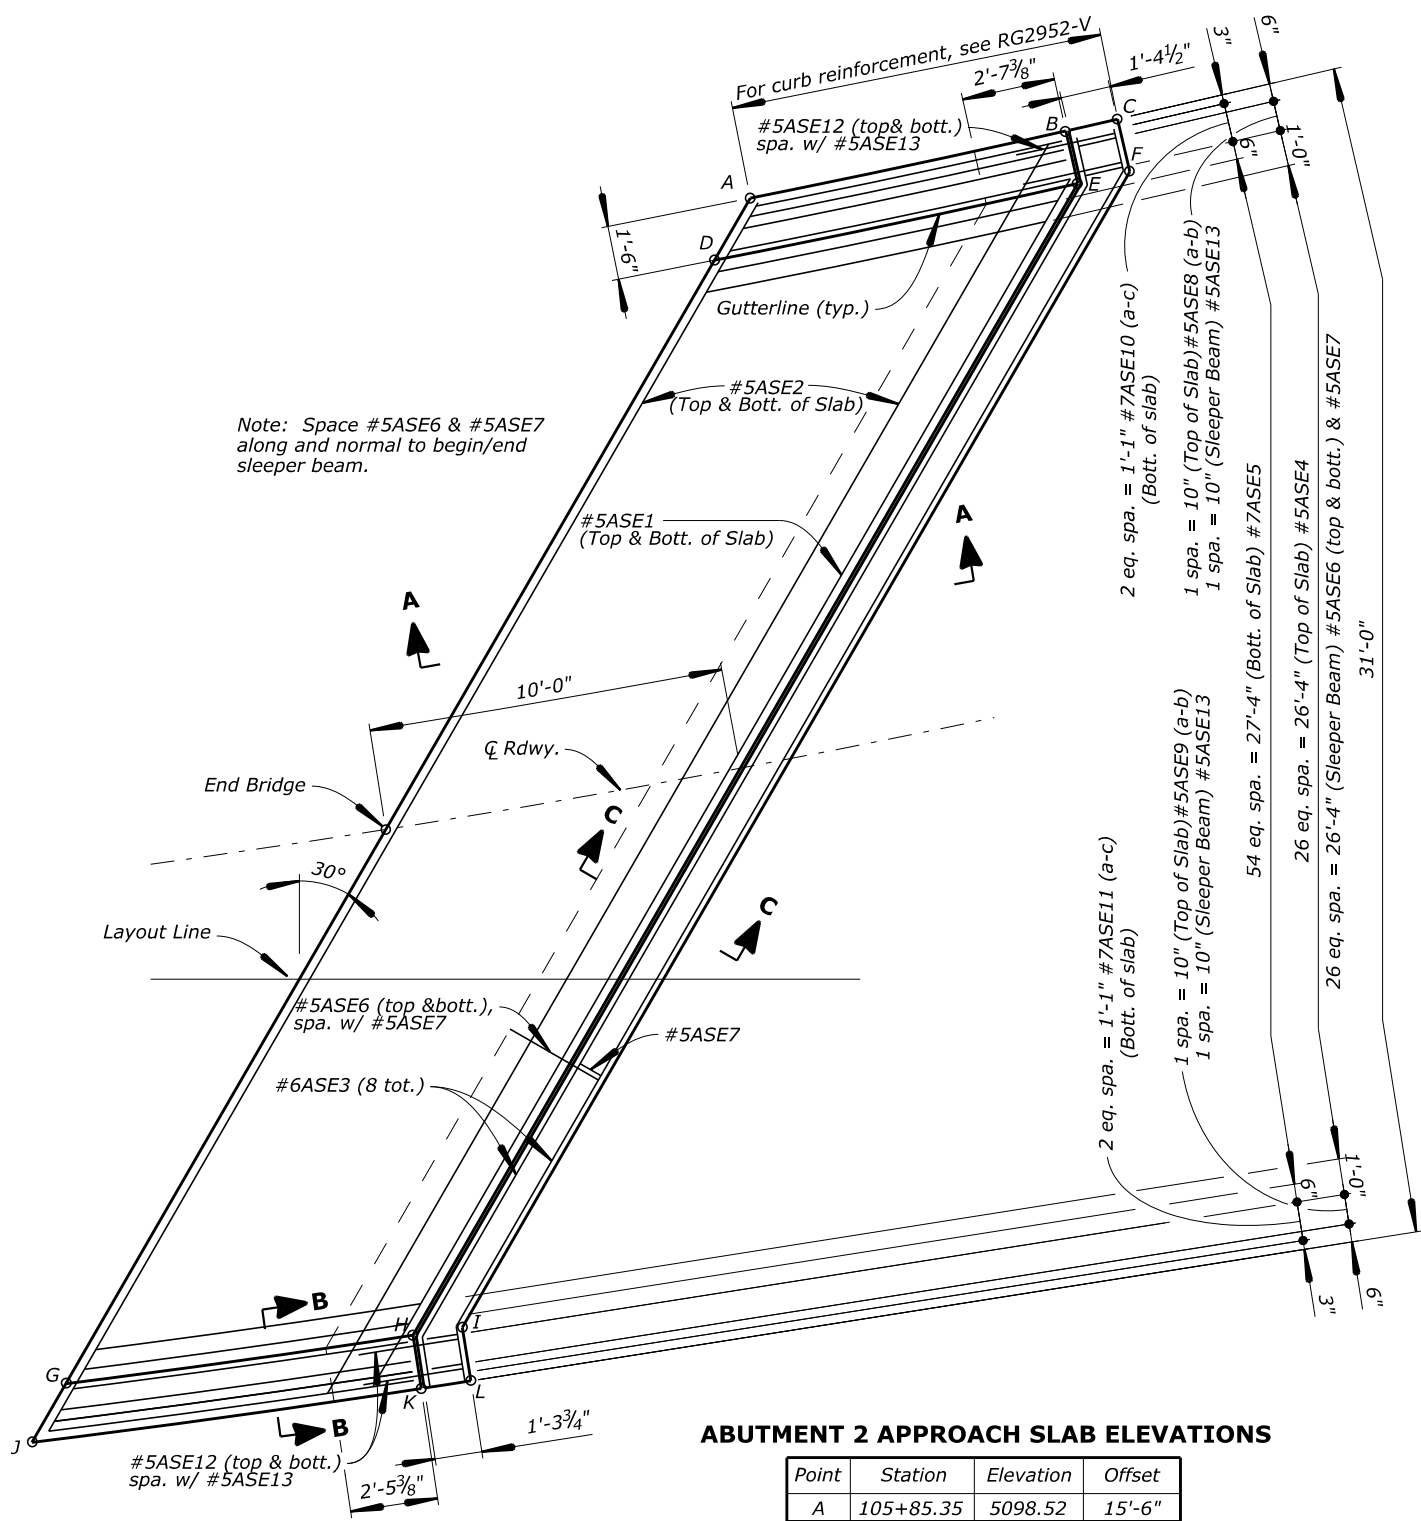 For curb reinforcement, see RG2952-V
2'-7⅜"
1'-4½"
3"
6"
#5ASE12 (top& bott.)
spa. w/ #5ASE13
A
B
C
D
E
F
6"
1'-0"
1'-6"
Gutterline (typ.)
#5ASE2
(Top & Bott. of Slab)
Note: Space #5ASE6 & #5ASE7
along and normal to begin/end
sleeper beam.
#5ASE1
(Top & Bott. of Slab)
A
A
2 eq. spa. = 1'-1" #7ASE10 (a-c)
(Bott. of slab)
1 spa. = 10" (Top of Slab)#5ASE8 (a-b)
1 spa. = 10" (Sleeper Beam) #5ASE13
54 eq. spa. = 27'-4" (Bott. of Slab) #7ASE5
26 eq. spa. = 26'-4" (Top of Slab) #5ASE4
26 eq. spa. = 26'-4" (Sleeper Beam) #5ASE6 (top & bott.) & #5ASE7
31'-0"
10'-0"
℄ Rdwy.
End Bridge
C
C
30°
Layout Line
#5ASE6 (top &bott.),
spa. w/ #5ASE7
#5ASE7
#6ASE3 (8 tot.)
2 eq. spa. = 1'-1" #7ASE11 (a-c)
(Bott. of slab)
1 spa. = 10" (Top of Slab)#5ASE9 (a-b)
1 spa. = 10" (Sleeper Beam) #5ASE13
6"
1'-0"
3"
6"
B
B
G
H
I
J
K
L
1'-3¾"
2'-5⅜"
#5ASE12 (top & bott.)
spa. w/ #5ASE13
ABUTMENT 2 APPROACH SLAB ELEVATIONS
Point Station Elevation Offset
A 105+85.35 5098.52 15'-6"